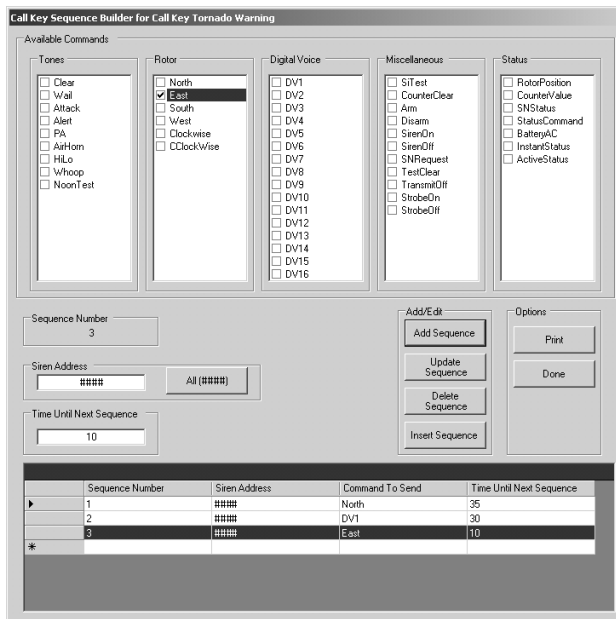 Call Key Sequence Builder for Call Key Tornado Warning
Available Commands
Tones
Clear
Wail
Attack
Alert
PA
AirHorn
HiLo
Whoop
NoonTest
Rotor
North
East
South
West
Clockwise
CClockWise
Digital Voice
DV1
DV2
DV3
DV4
DV5
DV6
DV7
DV8
DV9
DV10
DV11
DV12
DV13
DV14
DV15
DV16
Miscellaneous
SiTest
CounterClear
Arm
Disarm
SirenOn
SirenOff
SNRequest
TestClear
TransmitOff
StrobeOn
StrobeOff
Status
RotorPosition
CounterValue
SNStatus
StatusCommand
BatteryAC
InstantStatus
ActiveStatus
Sequence Number
3
Siren Address
####
All (####)
Time Until Next Sequence
10
Add/Edit
Add Sequence
Update
Sequence
Delete
Sequence
Insert Sequence
Options
Print
Done
Sequence Number Siren Address Command To Send Time Until Next Sequence
1 #### North 35
2 #### DV1 30
3 #### East 10
*